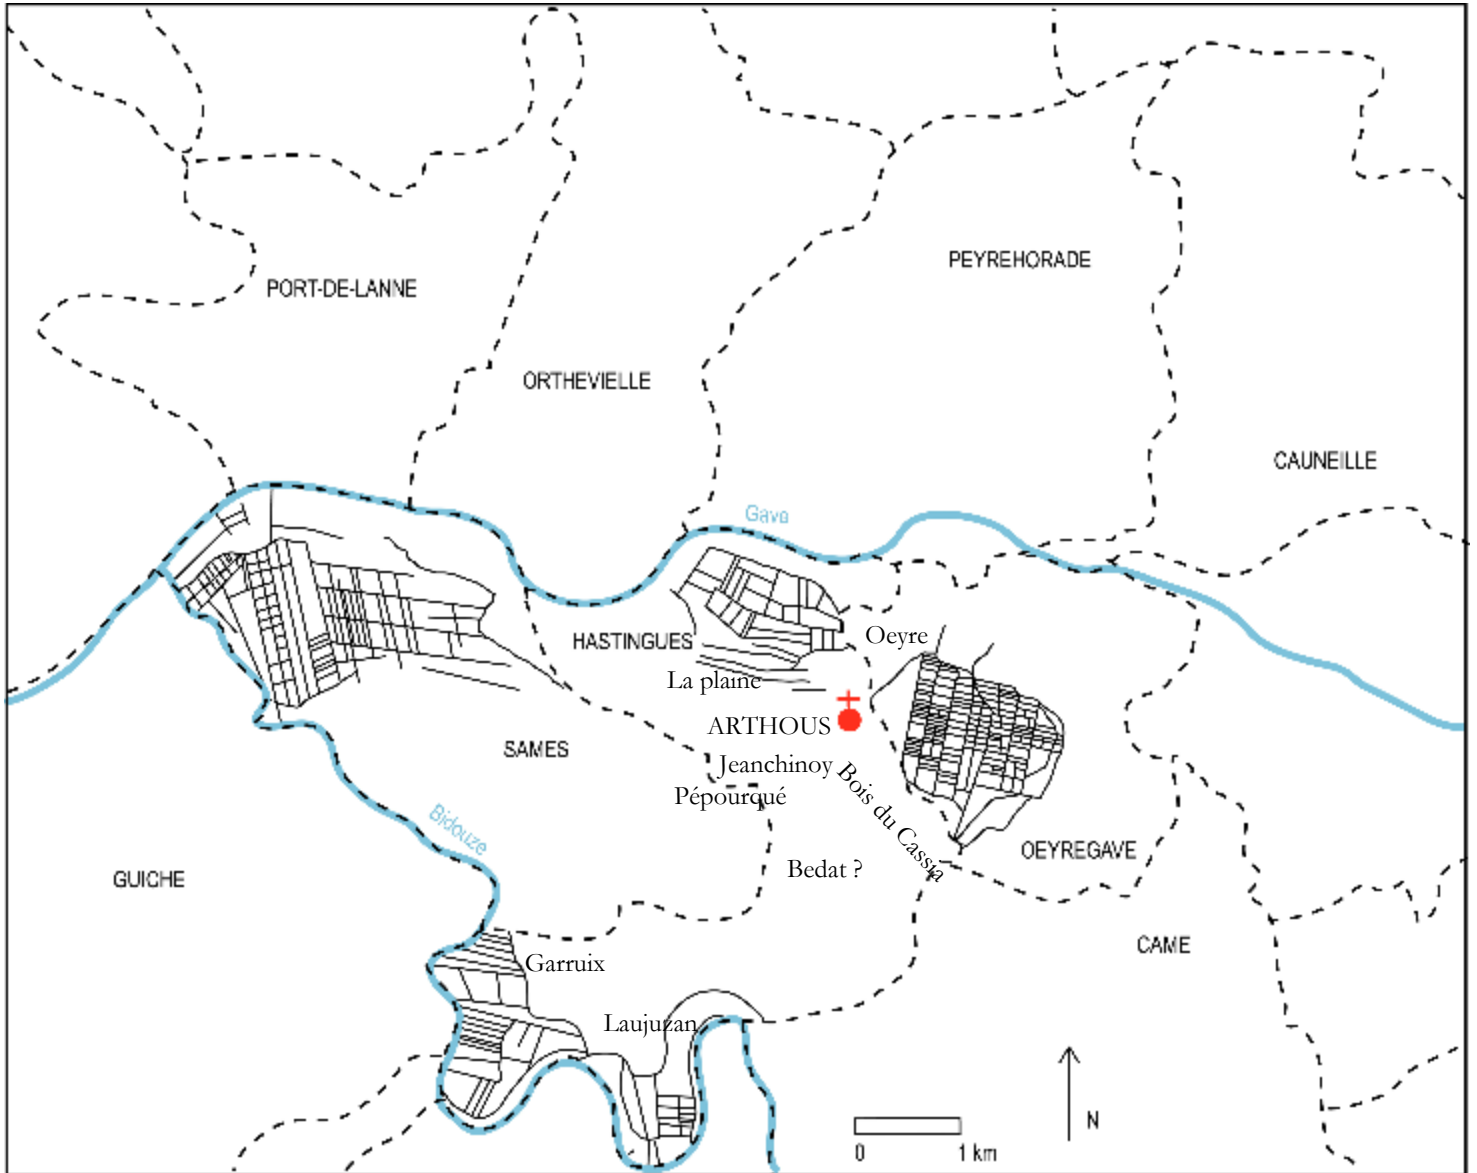 PEYREHORADE
PORT-DE-LANNE
ORTHEVIELLE
CAUNEILLE
Gave
Oeyre
HASTINGUES
La plaine
ARTHOUS
SAMES
Jeanchinoy
Pépourqué
Bois du Cassia
Bidouze
OEYREGAVE
Bedat ?
GUICHE
CAME
Garruix
Laujuzan
N
0 1 km